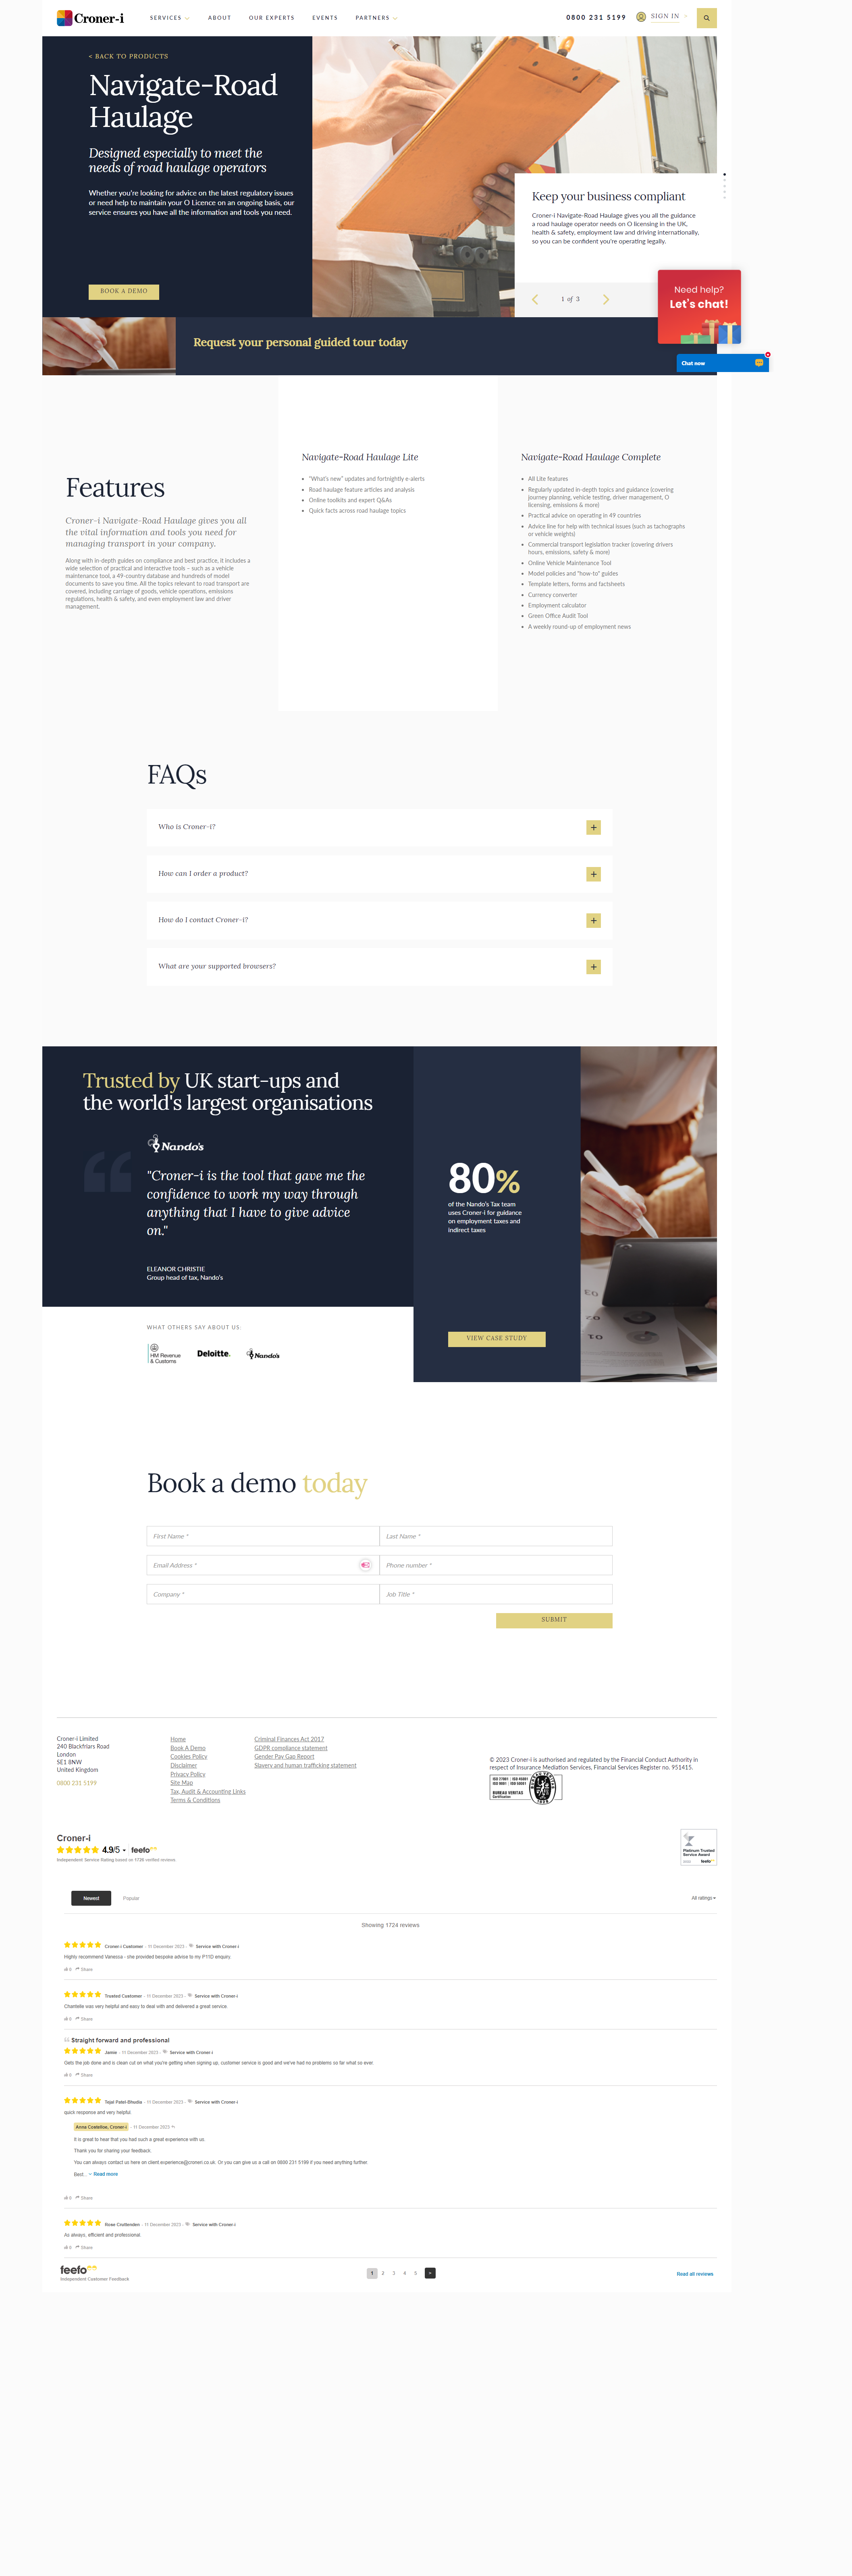 Croner-i
SERVICES
ABOUT
OUR EXPERTS
EVENTS
PARTNERS
0800 231 5199
SIGN IN
< BACK TO PRODUCTS
Navigate-Road
Haulage
Designed especially to meet the
needs of road haulage operators
Whether you're looking for advice on the latest regulatory issues
or need help to maintain your O Licence on an ongoing basis, our
service ensures you have all the information and tools you need.
BOOK A DEMO
Keep your business compliant
Croner-i Navigate-Road Haulage gives you all the guidance
a road haulage operator needs on O licensing in the UK,
health & safety, employment law and driving internationally,
so you can be confident you're operating legally.
1 of 3
Need help?
Let's chat!
Chat now
Request your personal guided tour today
Features
Croner-i Navigate-Road Haulage gives you all
the vital information and tools you need for
managing transport in your company.
Along with in-depth guides on compliance and best practice, it includes a
wide selection of practical and interactive tools – such as a vehicle
maintenance tool, a 49-country database and hundreds of model
documents to save you time. All the topics relevant to road transport are
covered, including carriage of goods, vehicle operations, emissions
regulations, health & safety, and even employment law and driver
management.
Navigate-Road Haulage Lite
• "What's new" updates and fortnightly e-alerts
• Road haulage feature articles and analysis
• Online toolkits and expert Q&As
• Quick facts across road haulage topics
Navigate-Road Haulage Complete
• All Lite features
• Regularly updated in-depth topics and guidance (covering
journey planning, vehicle testing, driver management, O
licensing, emissions & more)
• Practical advice on operating in 49 countries
• Advice line for help with technical issues (such as tachographs
or vehicle weights)
• Commercial transport legislation tracker (covering drivers
hours, emissions, safety & more)
• Online Vehicle Maintenance Tool
• Model policies and "how-to" guides
• Template letters, forms and factsheets
• Currency converter
• Employment calculator
• Green Office Audit Tool
• A weekly round-up of employment news
FAQs
Who is Croner-i?
How can I order a product?
How do I contact Croner-i?
What are your supported browsers?
Trusted by UK start-ups and
the world's largest organisations
Nando's
"Croner-i is the tool that gave me the
confidence to work my way through
anything that I have to give advice
on."
ELEANOR CHRISTIE
Group head of tax, Nando's
80%
of the Nando's Tax team
uses Croner-i for guidance
on employment taxes and
indirect taxes
VIEW CASE STUDY
WHAT OTHERS SAY ABOUT US:
HM Revenue
& Customs
Deloitte.
Nando's
Book a demo today
First Name *
Last Name *
Email Address *
Phone number *
Company *
Job Title *
SUBMIT
Croner-i Limited
240 Blackfriars Road
London
SE1 8NW
United Kingdom
0800 231 5199
Home
Book A Demo
Cookies Policy
Disclaimer
Privacy Policy
Site Map
Tax, Audit & Accounting Links
Terms & Conditions
Criminal Finances Act 2017
GDPR compliance statement
Gender Pay Gap Report
Slavery and human trafficking statement
© 2023 Croner-i is authorised and regulated by the Financial Conduct Authority in
respect of Insurance Mediation Services, Financial Services Register no. 951415.
BUREAU VERITAS
Certification
Croner-i
4.9/5
feefo
Independent Service Rating based on 1725 verified reviews
Platinum Trusted
Service Award
feefo
Newest
Popular
All ratings
Showing 1724 reviews
Croner-i Customer - 11 December 2023 - Service with Croner-i
Highly recommend Vanessa - she provided bespoke advise to my P11D enquiry
0 Share
Trusted Customer - 11 December 2023 - Service with Croner-i
Chantelle was very helpful and easy to deal with and delivered a great service.
0 Share
Straight forward and professional
Jamie - 11 December 2023 - Service with Croner-i
Gets the job done and is clean cut on what you're getting when signing up. customer service is good and we've had no problems so far what so ever.
0 Share
Tejal Patel-Bhudia - 11 December 2023 - Service with Croner-i
quick response and very helpful.
Anna Costelloe, Croner-i - 11 December 2023
It is great to hear that you had such a great experience with us.
Thank you for sharing your feedback.
You can always contact us here on client.experience@croneri.co.uk. Or you can give us a call on 0800 231 5199 if you need anything further.
Best... Read more
0 Share
Rose Cruttenden - 11 December 2023 - Service with Croner-i
As always, efficient and professional.
0 Share
feefo
Independent Customer Feedback
1 2 3 4 5 >
Read all reviews